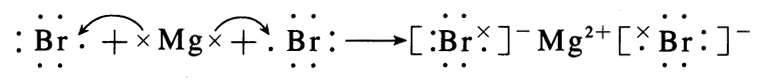 :Br· + ×Mg× + ·Br: ⟶ [:Br×·]⁻ Mg²⁺ [×·Br:]⁻